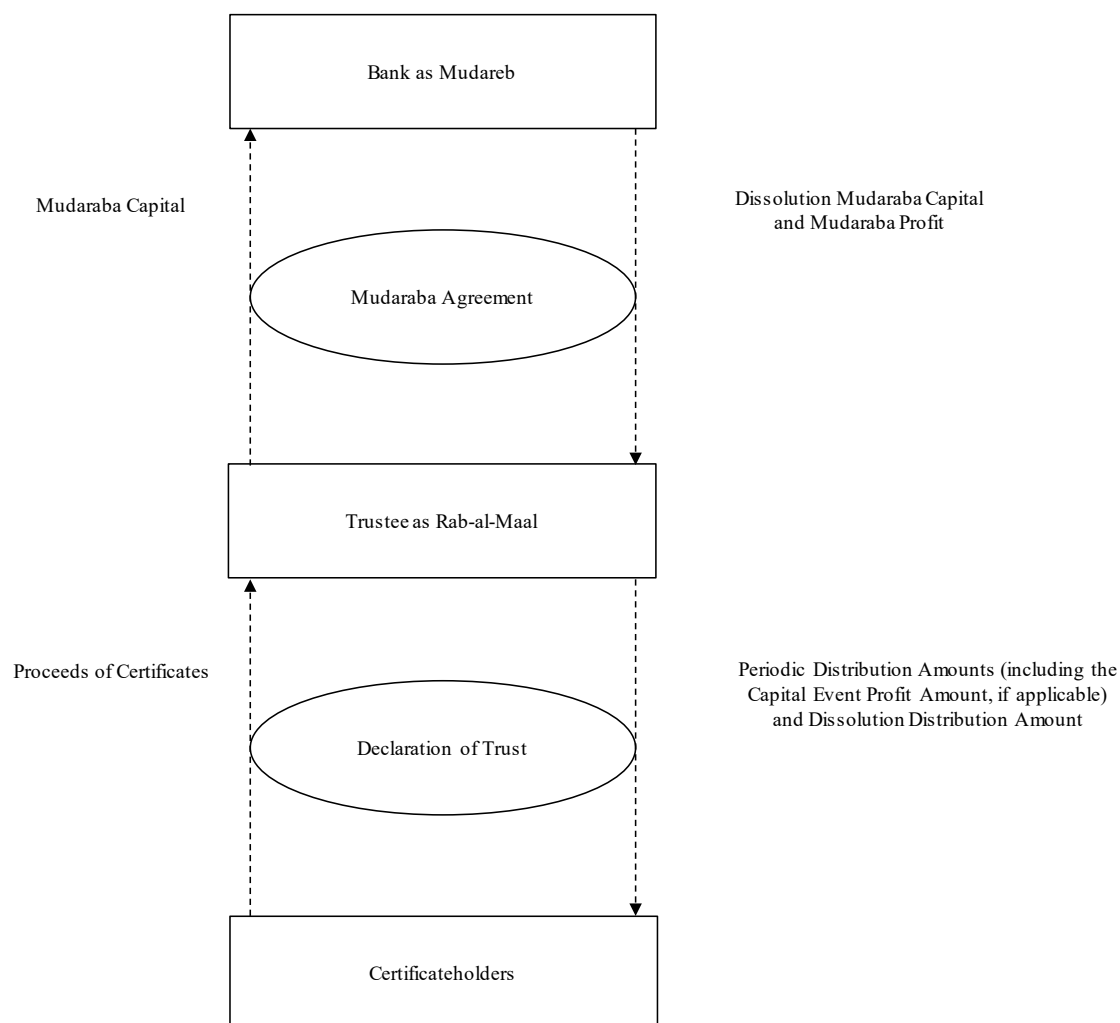 Bank as Mudareb
Mudaraba Capital
Dissolution Mudaraba Capital
and Mudaraba Profit
Mudaraba Agreement
Trustee as Rab-al-Maal
Proceeds of Certificates
Periodic Distribution Amounts (including the
Capital Event Profit Amount, if applicable)
and Dissolution Distribution Amount
Declaration of Trust
Certificateholders